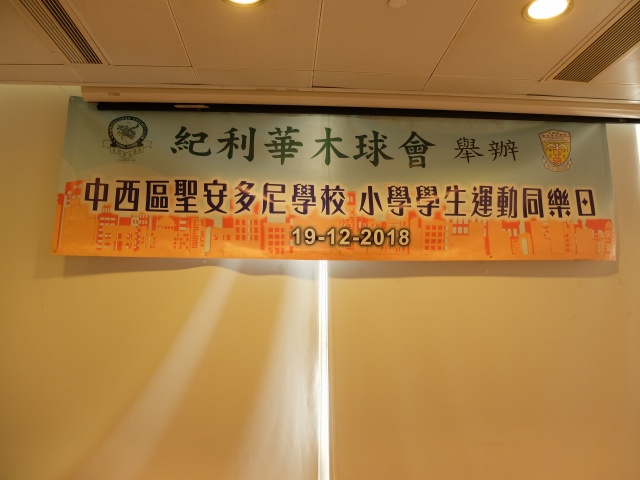 紀利華木球會 舉辦
中西區聖安多尼學校 小學學生運動同樂日
19-12-2018